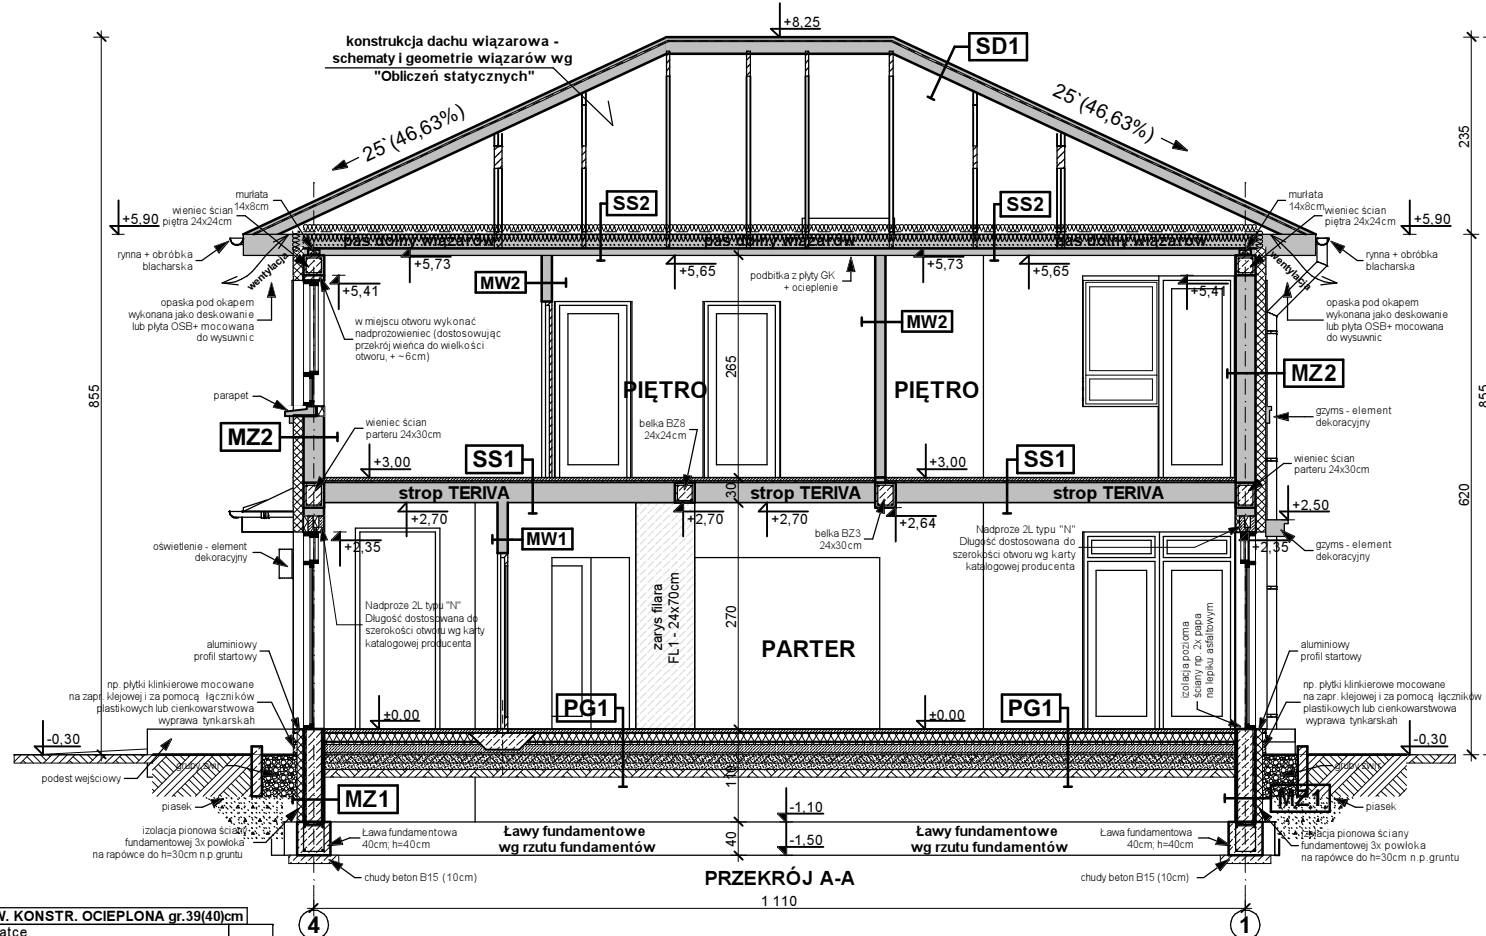 +8,25
konstrukcja dachu wiązarowa -
schematy i geometrie wiązarów wg
"Obliczeń statycznych"
SD1
25`(46,63%)
25`(46,63%)
235
murłata
14x8cm
wieniec ścian
piętra 24x24cm
SS2
SS2
murłata
14x8cm
wieniec ścian
piętra 24x24cm
+5,90
+5,90
pas dolny wiązarów
pas dolny wiązarów
pas dolny wiązarów
rynna + obróbka
blacharska
wentylacja
+5,73
+5,65
podbitka z płyty GK
+ ocieplenie
+5,73
+5,65
wentylacja
rynna + obróbka
blacharska
+5,41
MW2
+5,41
opaska pod okapem
wykonana jako deskowanie
lub płyta OSB+ mocowana
do wysuwnic
w miejscu otworu wykonać
nadprożowieniec (dostosowując
przekrój wieńca do wielkości
otworu, + ~6cm)
MW2
opaska pod okapem
wykonana jako deskowanie
lub płyta OSB+ mocowana
do wysuwnic
855
265
PIĘTRO
PIĘTRO
MZ2
855
parapet
MZ2
wieniec ścian
parteru 24x30cm
belka BZ8
24x24cm
gzyms - element
dekoracyjny
+3,00
SS1
+3,00
SS1
wieniec ścian
parteru 24x30cm
strop TERIVA
30
strop TERIVA
strop TERIVA
620
+2,70
+2,70
+2,70
+2,64
+2,50
belka BZ3
24x30cm
+2,35
MW1
Nadproże 2L typu "N"
Długość dostosowana do
szerokości otworu wg karty
katalogowej producenta
+2,35
gzyms - element
dekoracyjny
oświetlenie - element
dekoracyjny
Nadproże 2L typu "N"
Długość dostosowana do
szerokości otworu wg karty
katalogowej producenta
zarys filara
FL1 - 24x70cm
270
PARTER
izolacja pozioma
ściany np. 2x papa
na lepiku asfaltowym
aluminiowy
profil startowy
aluminiowy
profil startowy
np. płytki klinkierowe mocowane
na zapr. klejowej i za pomocą łączników
plastikowych lub cienkowarstwowa
wyprawa tynkarskah
np. płytki klinkierowe mocowane
na zapr. klejowej i za pomocą łączników
plastikowych lub cienkowarstwowa
wyprawa tynkarskah
±0.00
PG1
±0.00
PG1
-0,30
-0,30
podest wejściowy
gruby żwir
110
MZ1
MZ1
piasek
piasek
-1,10
izolacja pionowa ściany
fundamentowej 3x powłoka
na rapówce do h=30cm n.p.gruntu
Ława fundamentowa
40cm; h=40cm
Ławy fundamentowe
wg rzutu fundamentów
40
-1,50
Ławy fundamentowe
wg rzutu fundamentów
Ława fundamentowa
40cm; h=40cm
izolacja pionowa ściany
fundamentowej 3x powłoka
na rapówce do h=30cm n.p.gruntu
chudy beton B15 (10cm)
PRZEKRÓJ A-A
chudy beton B15 (10cm)
1 110
W. KONSTR. OCIEPLONA gr.39(40)cm
4
1